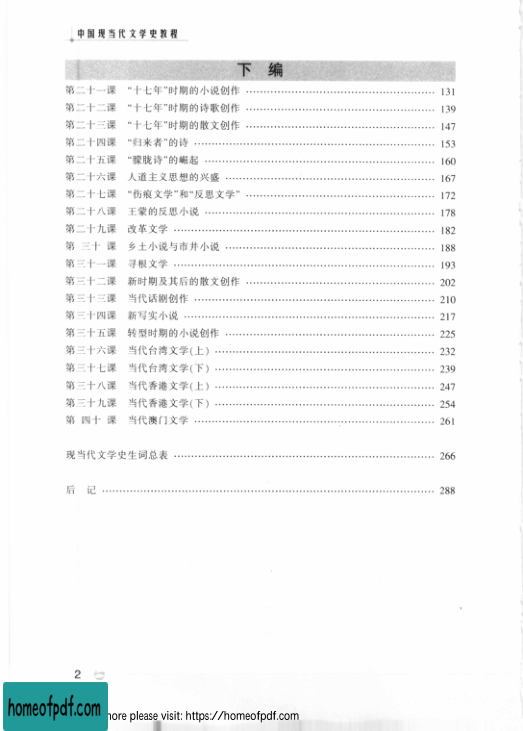 中国现当代文学史教程
下 编
第二十一课 “十七年”时期的小说创作 …………………… 131
第二十二课 “十七年”时期的诗歌创作 …………………… 139
第二十三课 “十七年”时期的散文创作 …………………… 147
第二十四课 “归来者”的诗 …………………… 153
第二十五课 “朦胧诗”的崛起 …………………… 160
第二十六课 人道主义思想的兴盛 …………………… 167
第二十七课 “伤痕文学”和“反思文学” …………………… 172
第二十八课 王蒙的反思小说 …………………… 178
第二十九课 改革文学 …………………… 182
第 三十 课 乡土小说与市井小说 …………………… 188
第三十一课 寻根文学 …………………… 193
第三十二课 新时期及其后的散文创作 …………………… 202
第三十三课 当代话剧创作 …………………… 210
第三十四课 新写实小说 …………………… 217
第三十五课 转型时期的小说创作 …………………… 225
第三十六课 当代台湾文学(上) …………………… 232
第三十七课 当代台湾文学(下) …………………… 239
第三十八课 当代香港文学(上) …………………… 247
第三十九课 当代香港文学(下) …………………… 254
第 四十 课 当代澳门文学 …………………… 261
现当代文学史生词总表 …………………… 266
后 记 …………………… 288
2
homeofpdf.com
ore please visit: https://homeofpdf.com